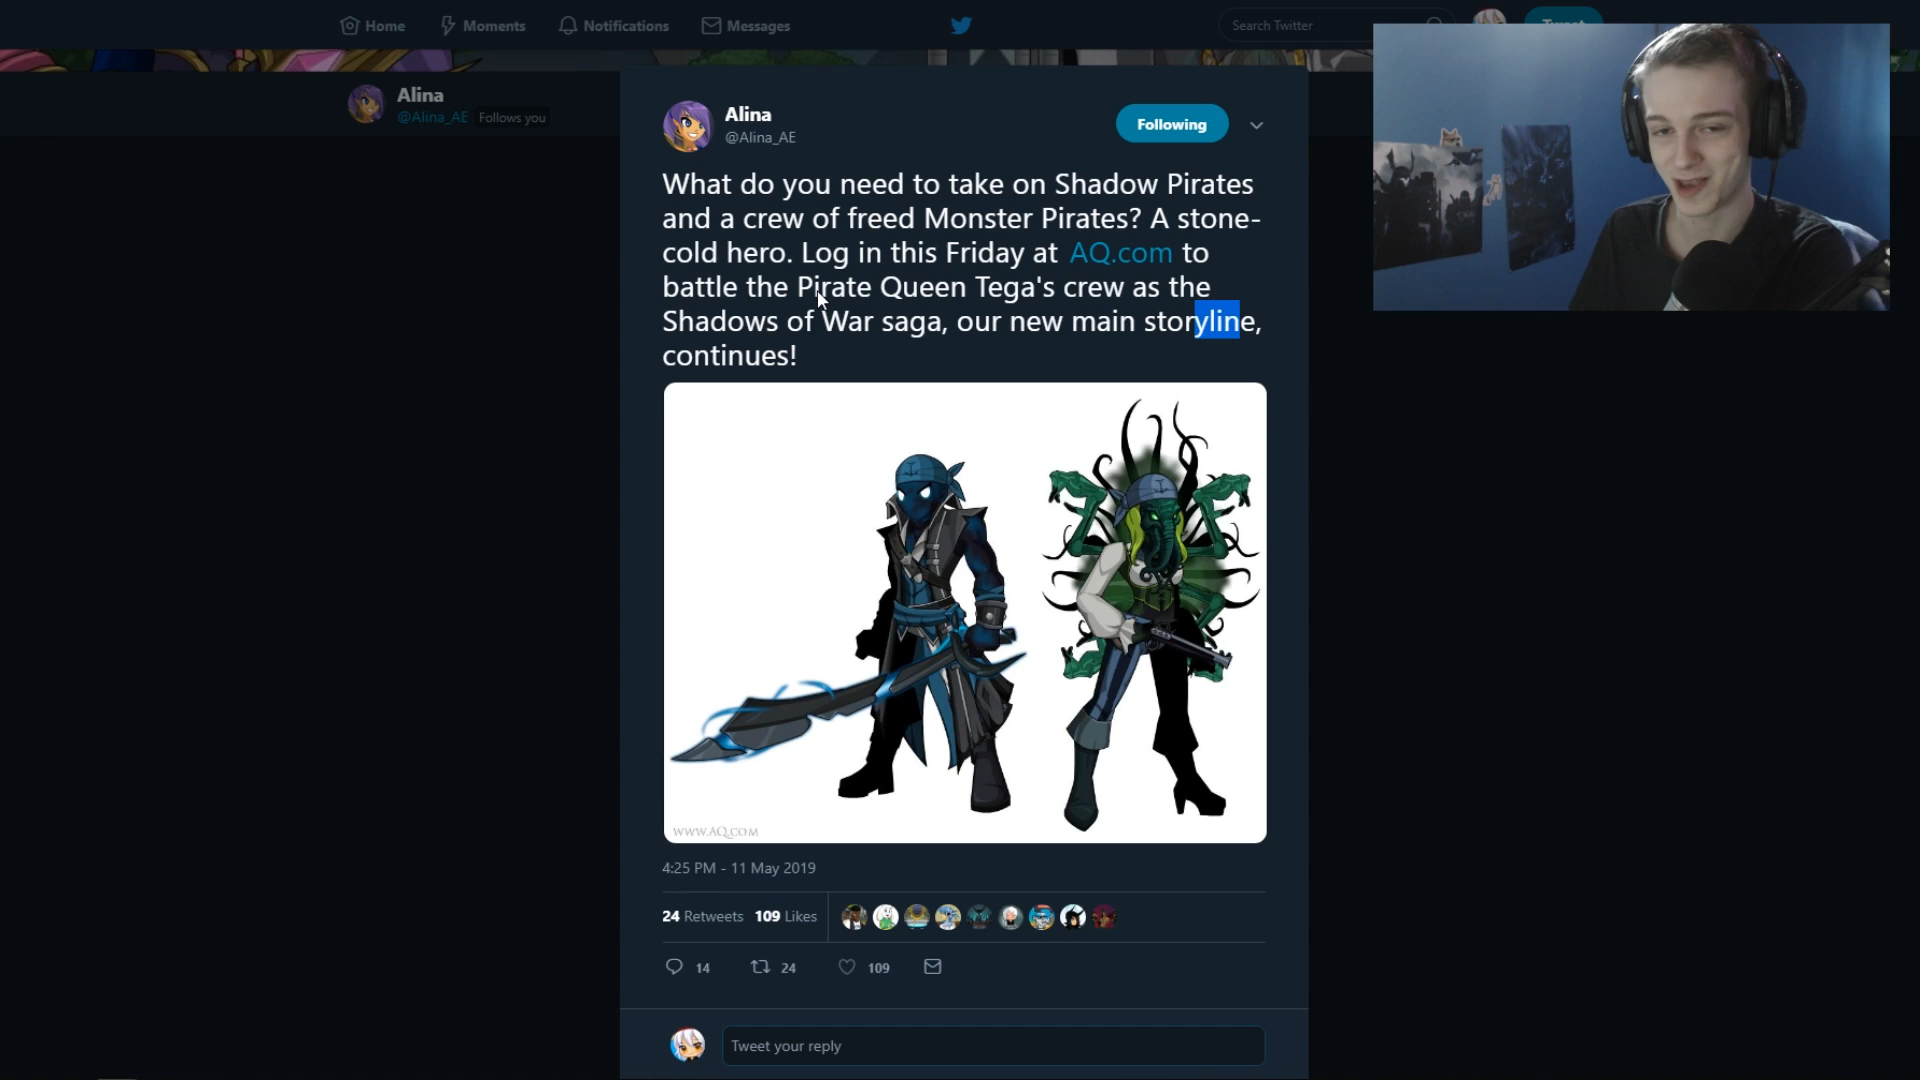 Home Moments Notifications Messages
Search Twitter
Tweet
Alina
@Alina_AE Follows you
Alina
@Alina_AE
Following
What do you need to take on Shadow Pirates
and a crew of freed Monster Pirates? A stone-
cold hero. Log in this Friday at AQ.com to
battle the Pirate Queen Tega's crew as the
Shadows of War saga, our new main storyline,
continues!
WWW.AQ.COM
4:25 PM - 11 May 2019
24 Retweets 109 Likes
14 24 109
Tweet your reply